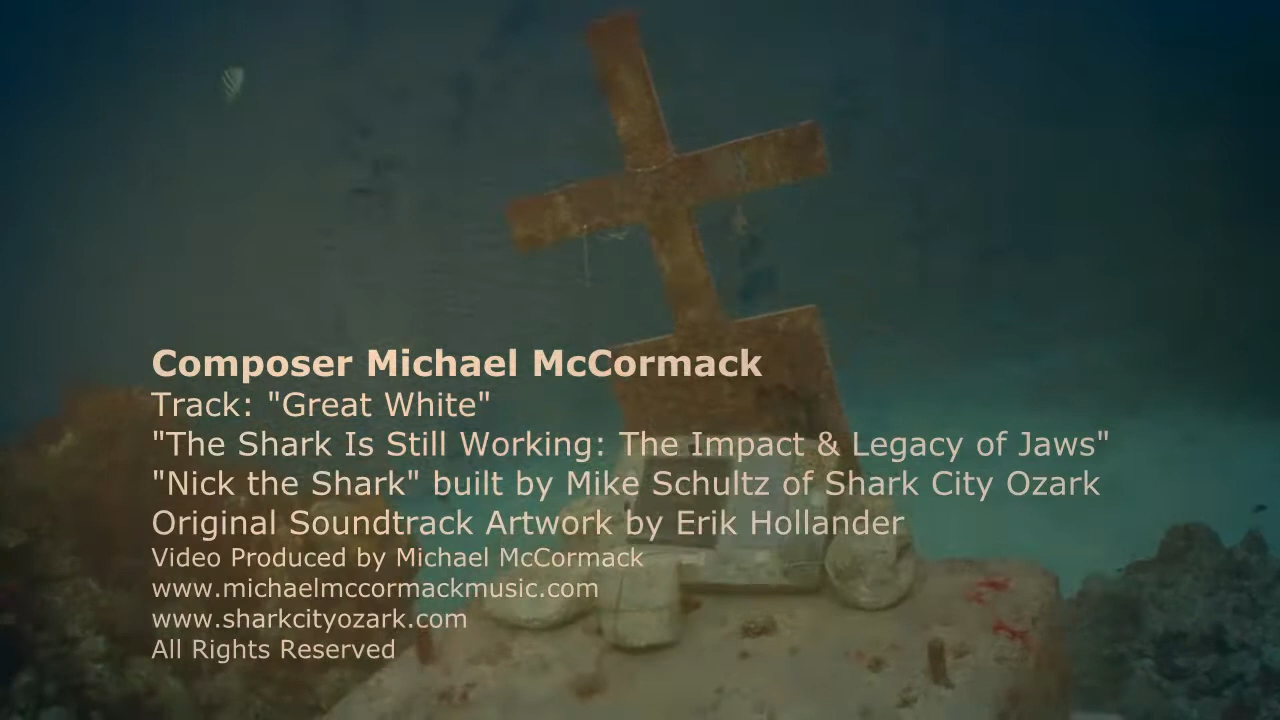 Composer Michael McCormack
Track: "Great White"
"The Shark Is Still Working: The Impact & Legacy of Jaws"
"Nick the Shark" built by Mike Schultz of Shark City Ozark
Original Soundtrack Artwork by Erik Hollander
Video Produced by Michael McCormack
www.michaelmccormackmusic.com
www.sharkcityozark.com
All Rights Reserved